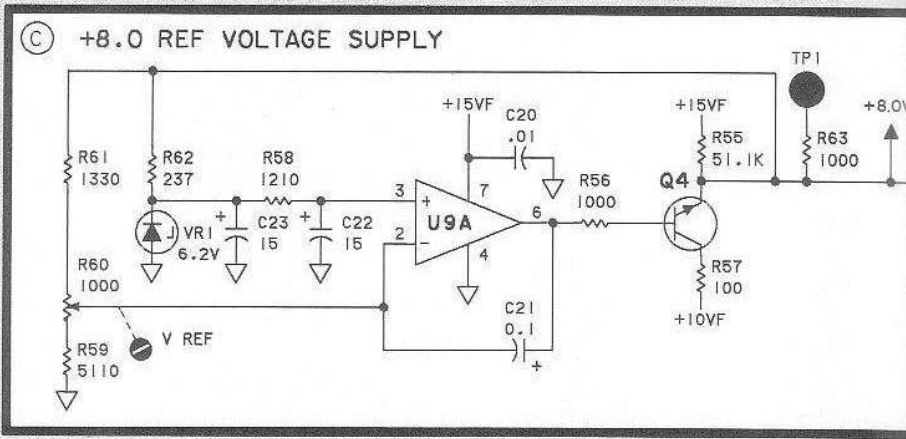 C +8.0 REF VOLTAGE SUPPLY
TP1
+15VF
C20
.01
+15VF
+8.0V
R61
1330
R62
237
R58
1210
R55
51.1K
R63
1000
R56
1000
Q4
3
+
7
U9A
6
+
C23
15
+
C22
15
VR1
6.2V
2
-
4
R57
100
R60
1000
C21
0.1
+
+10VF
V REF
R59
5110